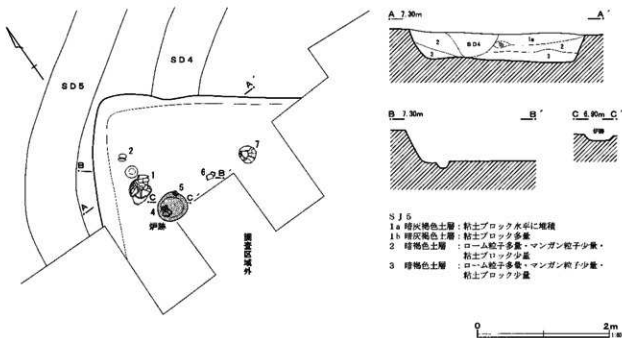 SD5
SD4
A
A´
B
B´
C
C´
1
2
4
5
6
7
炉跡
調査区域外
A 7.30m A´
2
3
SD4
1a
2
3
B 7.30m B´
C 6.90m C´
炉跡
SJ5
1a 暗灰褐色土層：粘土ブロック水平に堆積
1b 暗灰褐色土層：粘土ブロック多量
2 暗褐色土層：ローム粒子多量・マンガン粒子少量・
粘土ブロック少量
3 暗褐色土層：ローム粒子多量・マンガン粒子少量・
粘土ブロック少量
0 2m
1:60